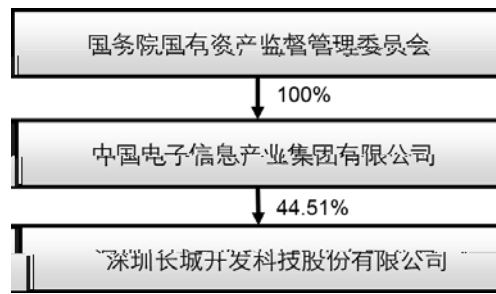 国务院国有资产监督管理委员会
100%
中国电子信息产业集团有限公司
44.51%
深圳长城开发科技股份有限公司